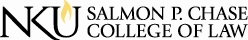 NKU SALMON P. CHASE
COLLEGE OF LAW